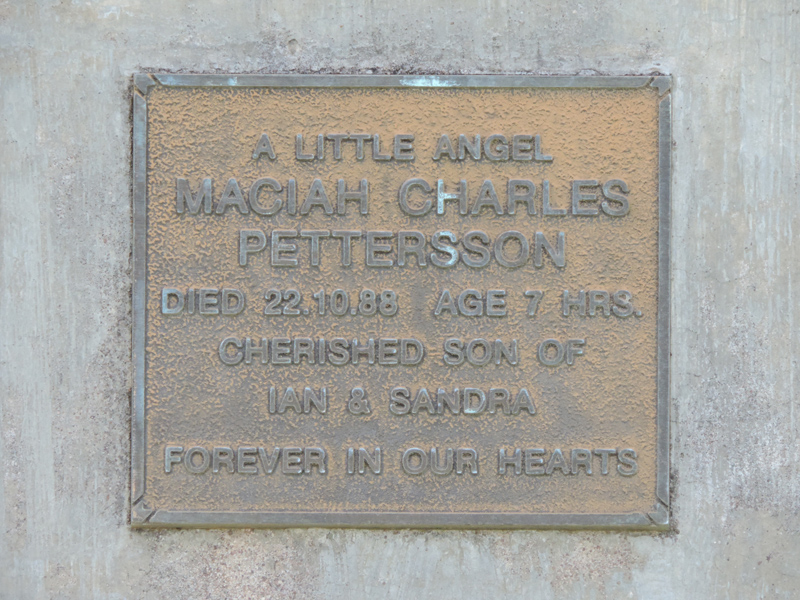 A LITTLE ANGEL
MACIAH CHARLES
PETTERSSON
DIED 22.10.88 AGE 7 HRS.
CHERISHED SON OF
IAN & SANDRA
FOREVER IN OUR HEARTS